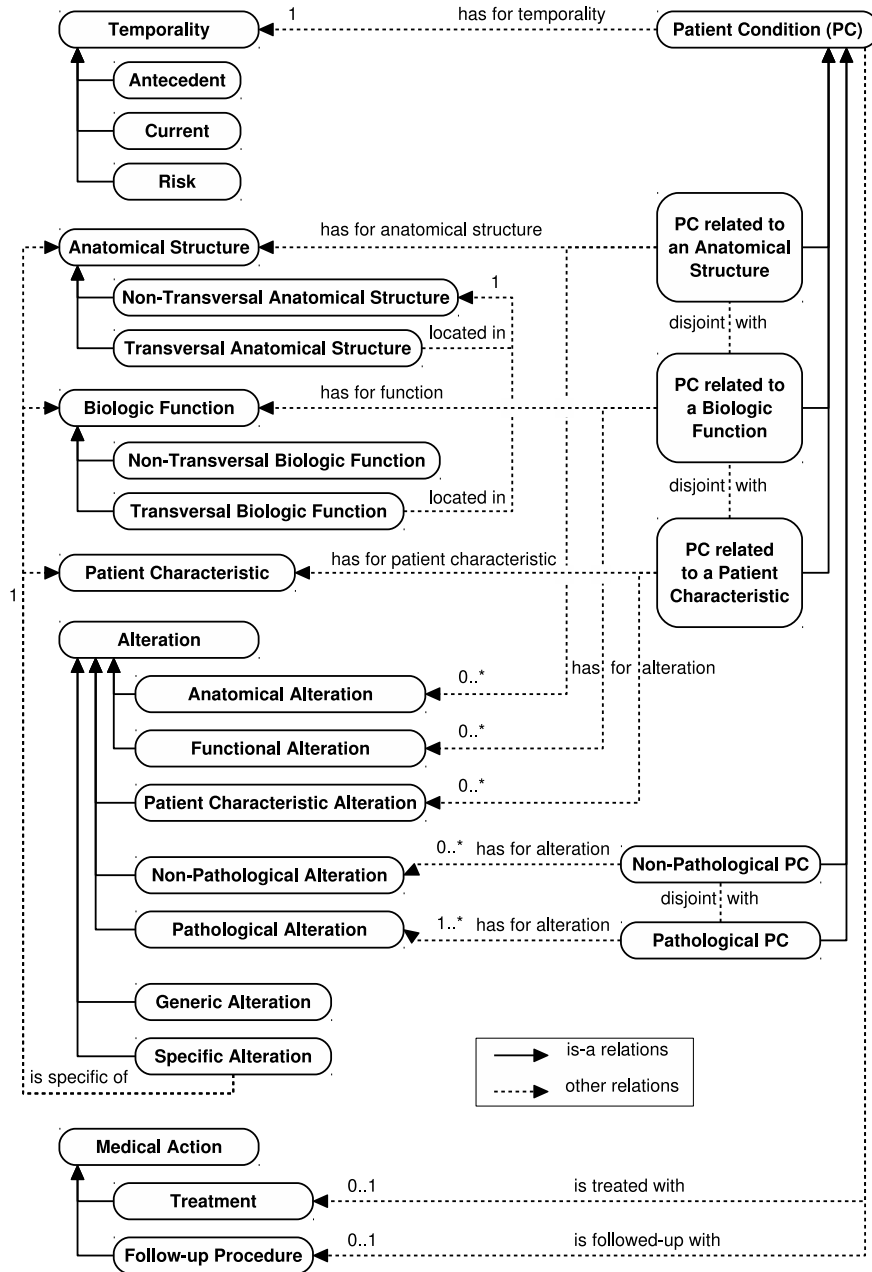 1
has for temporality
Temporality
Patient Condition (PC)
Antecedent
Current
Risk
has for anatomical structure
PC related to
an Anatomical
Structure
Anatomical Structure
1
Non-Transversal Anatomical Structure
Transversal Anatomical Structure
located in
disjoint with
has for function
PC related to
a Biologic
Function
Biologic Function
Non-Transversal Biologic Function
disjoint with
Transversal Biologic Function
located in
has for patient characteristic
PC related
to a Patient
Characteristic
Patient Characteristic
1
Alteration
has for alteration
0..*
Anatomical Alteration
0..*
Functional Alteration
0..*
Patient Characteristic Alteration
0..*
has for alteration
Non-Pathological Alteration
Non-Pathological PC
disjoint with
1..*
has for alteration
Pathological Alteration
Pathological PC
Generic Alteration
Specific Alteration
is specific of
is-a relations
other relations
Medical Action
0..1
is treated with
Treatment
0..1
is followed-up with
Follow-up Procedure